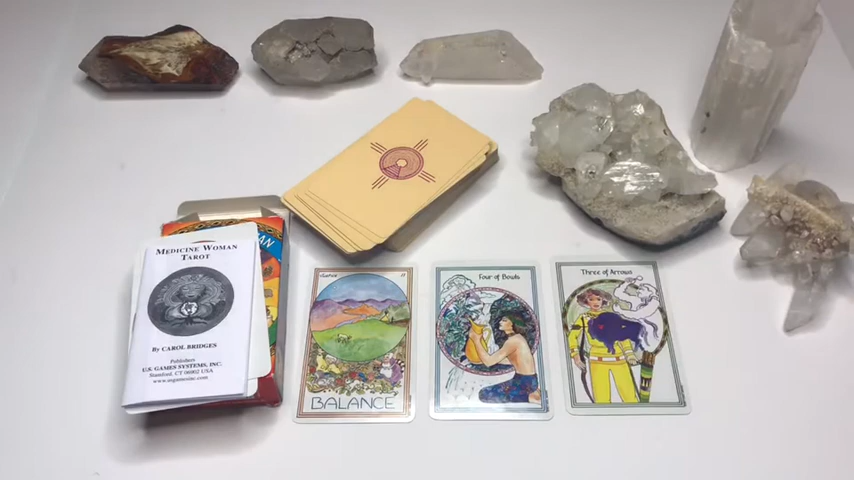 MEDICINE WOMAN
TAROT
BY CAROL BRIDGES
Publishers
U.S. GAMES SYSTEMS, INC.
Stamford, CT 06902 USA
www.usgamesinc.com
BALANCE
Four of Bowls
Three of Arrows